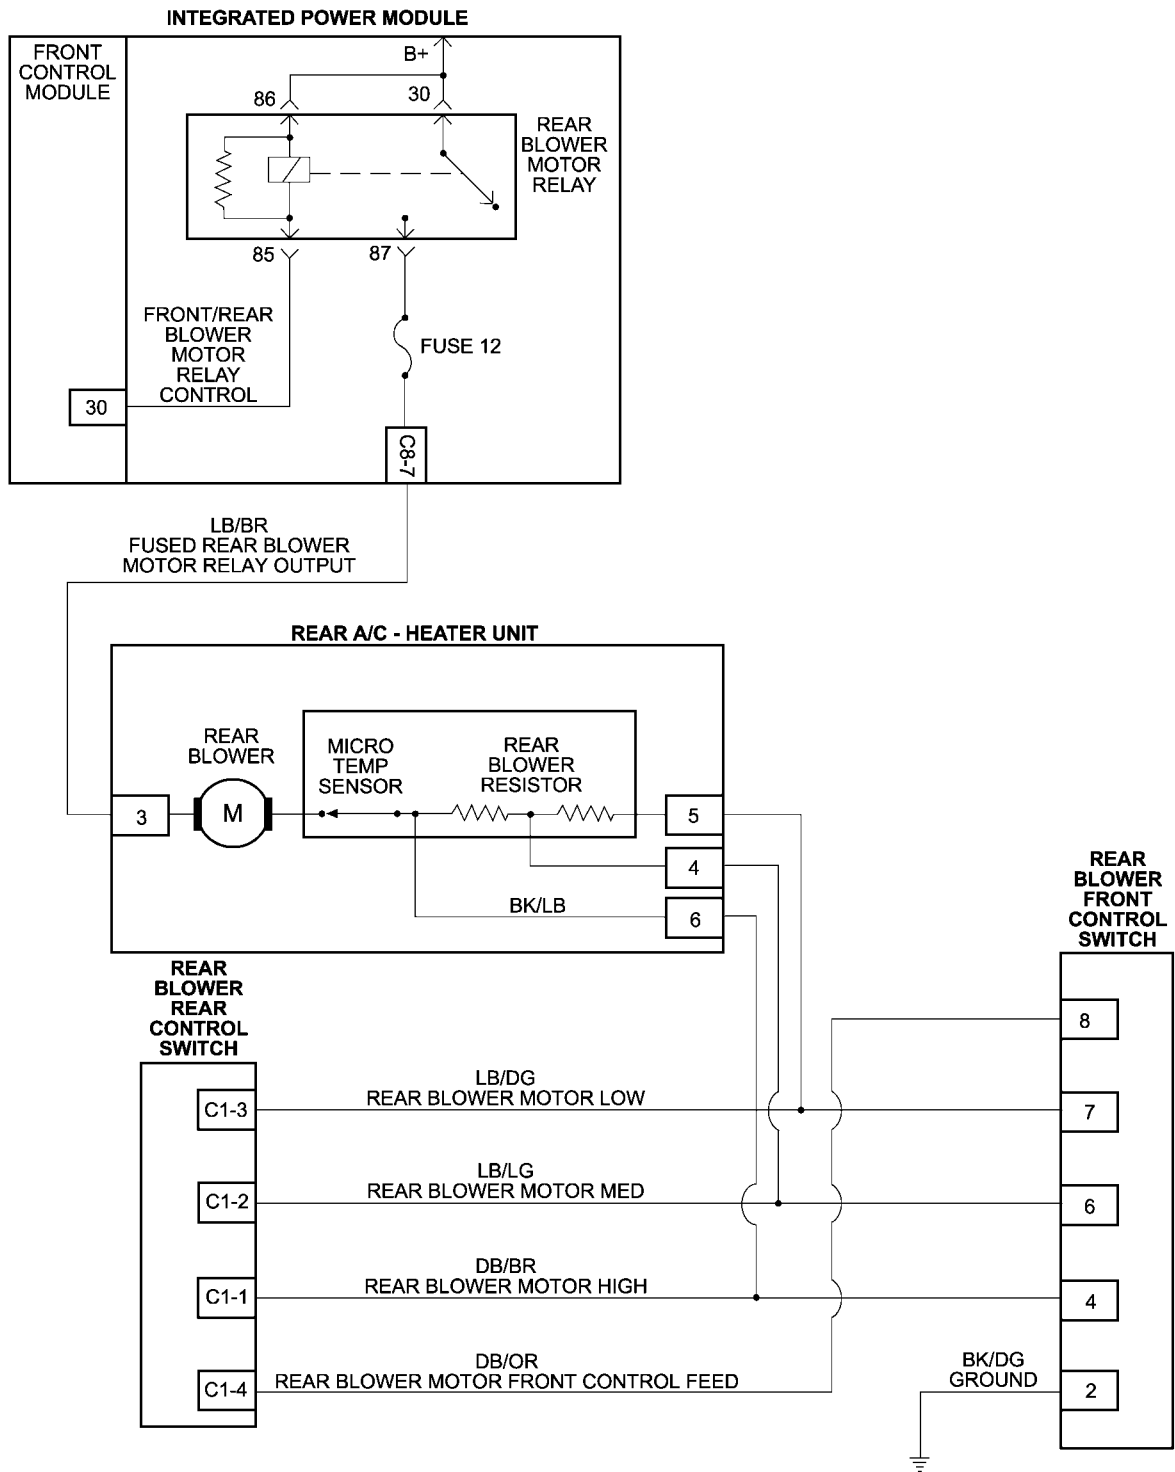 INTEGRATED POWER MODULE
FRONT
CONTROL
MODULE
B+
86
30
REAR
BLOWER
MOTOR
RELAY
85
87
FRONT/REAR
BLOWER
MOTOR
RELAY
CONTROL
FUSE 12
30
C8-7
LB/BR
FUSED REAR BLOWER
MOTOR RELAY OUTPUT
REAR A/C - HEATER UNIT
REAR
BLOWER
MICRO
TEMP
SENSOR
REAR
BLOWER
RESISTOR
3
M
5
4
BK/LB
6
REAR
BLOWER
FRONT
CONTROL
SWITCH
REAR
BLOWER
REAR
CONTROL
SWITCH
8
LB/DG
REAR BLOWER MOTOR LOW
C1-3
7
LB/LG
REAR BLOWER MOTOR MED
C1-2
6
DB/BR
REAR BLOWER MOTOR HIGH
C1-1
4
DB/OR
REAR BLOWER MOTOR FRONT CONTROL FEED
C1-4
BK/DG
GROUND
2